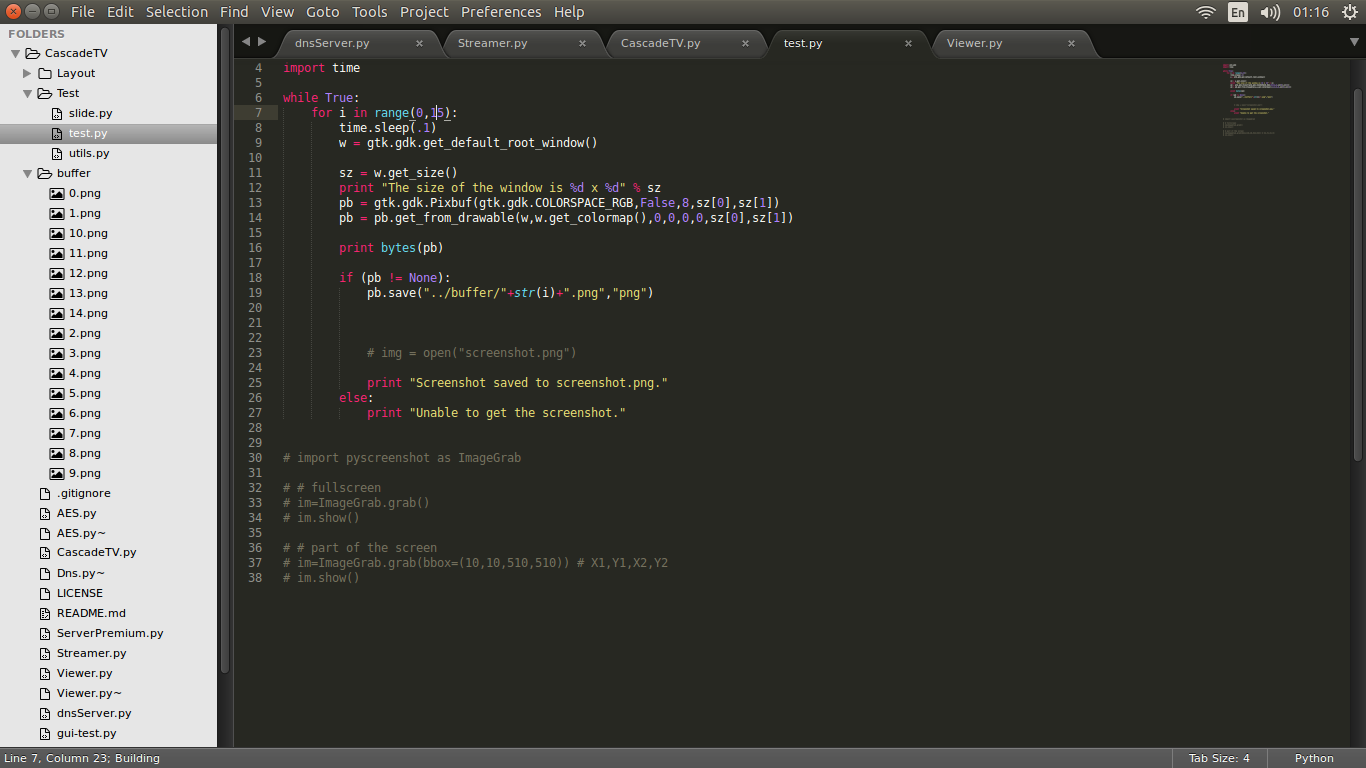 File Edit Selection Find View Goto Tools Project Preferences Help En 01:16
FOLDERS
CascadeTV
Layout
Test
slide.py
test.py
utils.py
buffer
0.png
1.png
10.png
11.png
12.png
13.png
14.png
2.png
3.png
4.png
5.png
6.png
7.png
8.png
9.png
.gitignore
AES.py
AES.py~
CascadeTV.py
Dns.py~
LICENSE
README.md
ServerPremium.py
Streamer.py
Viewer.py
Viewer.py~
dnsServer.py
gui-test.py
dnsServer.py Streamer.py CascadeTV.py test.py Viewer.py
4 import time
5
6 while True:
7 for i in range(0,15):
8 time.sleep(.1)
9 w = gtk.gdk.get_default_root_window()
10
11 sz = w.get_size()
12 print "The size of the window is %d x %d" % sz
13 pb = gtk.gdk.Pixbuf(gtk.gdk.COLORSPACE_RGB,False,8,sz[0],sz[1])
14 pb = pb.get_from_drawable(w,w.get_colormap(),0,0,0,0,sz[0],sz[1])
15
16 print bytes(pb)
17
18 if (pb != None):
19 pb.save("../buffer/"+str(i)+".png","png")
20
21
22
23 # img = open("screenshot.png")
24
25 print "Screenshot saved to screenshot.png."
26 else:
27 print "Unable to get the screenshot."
28
29
30 # import pyscreenshot as ImageGrab
31
32 # # fullscreen
33 # im=ImageGrab.grab()
34 # im.show()
35
36 # # part of the screen
37 # im=ImageGrab.grab(bbox=(10,10,510,510)) # X1,Y1,X2,Y2
38 # im.show()
Line 7, Column 23; Building Tab Size: 4 Python